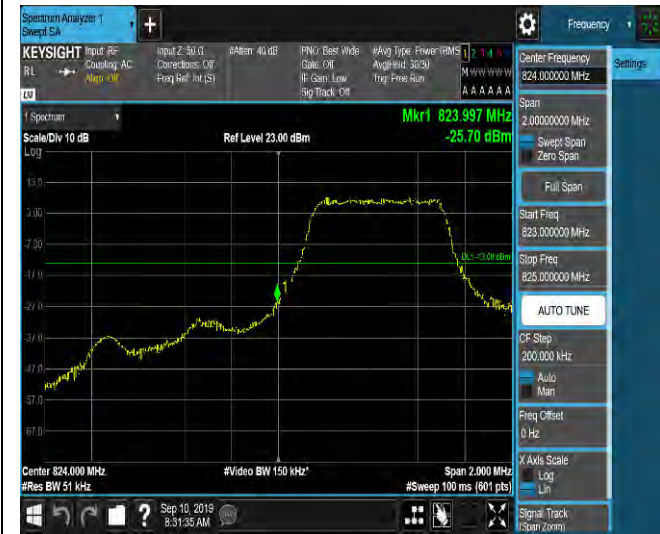 Spectrum Analyzer 1
Swept SA
Frequency
KEYSIGHT
RL
Input: RF
Coupling: AC
Align: Off
Input Z: 50 Ω
Corrections: Off
Freq Ref: Int (S)
#Atten: 40 dB
PNO: Best Wide
Gate: Off
IF Gain: Low
Sig Track: Off
#Avg Type: Power (RMS
Avg|Hold: 30/30
Trig: Free Run
M W W W W W
A A A A A A
1 Spectrum
Scale/Div 10 dB
Log
Ref Level 23.00 dBm
Mkr1 823.997 MHz
-25.70 dBm
13.0
3.00
-7.00
-17.0
-27.0
-37.0
-47.0
-57.0
-67.0
DL1 -13.00 dBm
Center 824.000 MHz
#Res BW 51 kHz
#Video BW 150 kHz*
Span 2.000 MHz
#Sweep 100 ms (601 pts)
Sep 10, 2019
8:31:35 AM
Settings
Center Frequency
824.000000 MHz
Span
2.00000000 MHz
Swept Span
Zero Span
Full Span
Start Freq
823.000000 MHz
Stop Freq
825.000000 MHz
AUTO TUNE
CF Step
200.000 kHz
Auto
Man
Freq Offset
0 Hz
X Axis Scale
Log
Lin
Signal Track
(Span Zoom)